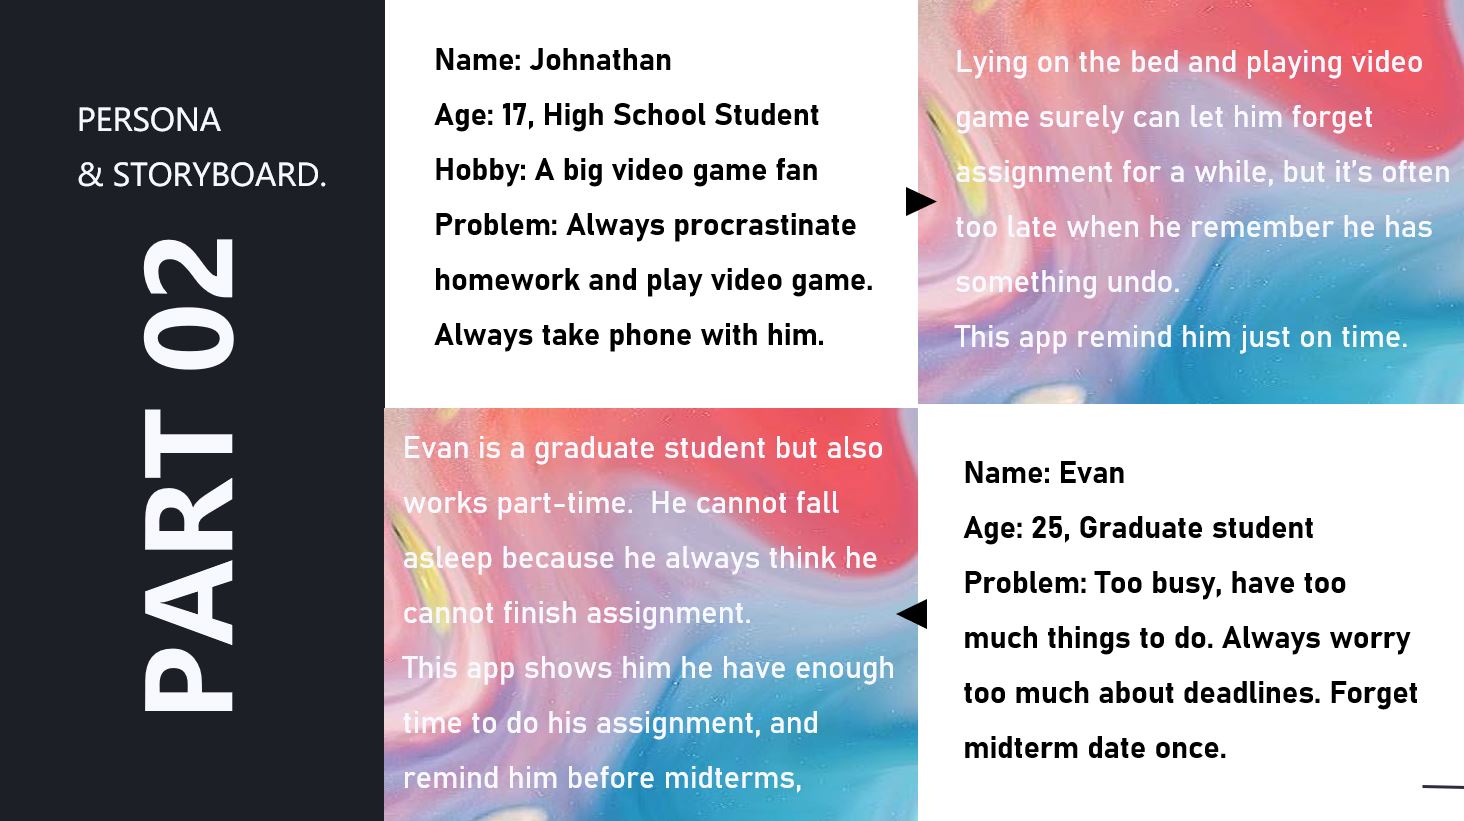 PERSONA
& STORYBOARD.
PART 02
Name: Johnathan
Age: 17, High School Student
Hobby: A big video game fan
Problem: Always procrastinate
homework and play video game.
Always take phone with him.
Lying on the bed and playing video
game surely can let him forget
assignment for a while, but it’s often
too late when he remember he has
something undo.
This app remind him just on time.
Evan is a graduate student but also
works part-time.  He cannot fall
asleep because he always think he
cannot finish assignment.
This app shows him he have enough
time to do his assignment, and
remind him before midterms,
Name: Evan
Age: 25, Graduate student
Problem: Too busy, have too
much things to do. Always worry
too much about deadlines. Forget
midterm date once.